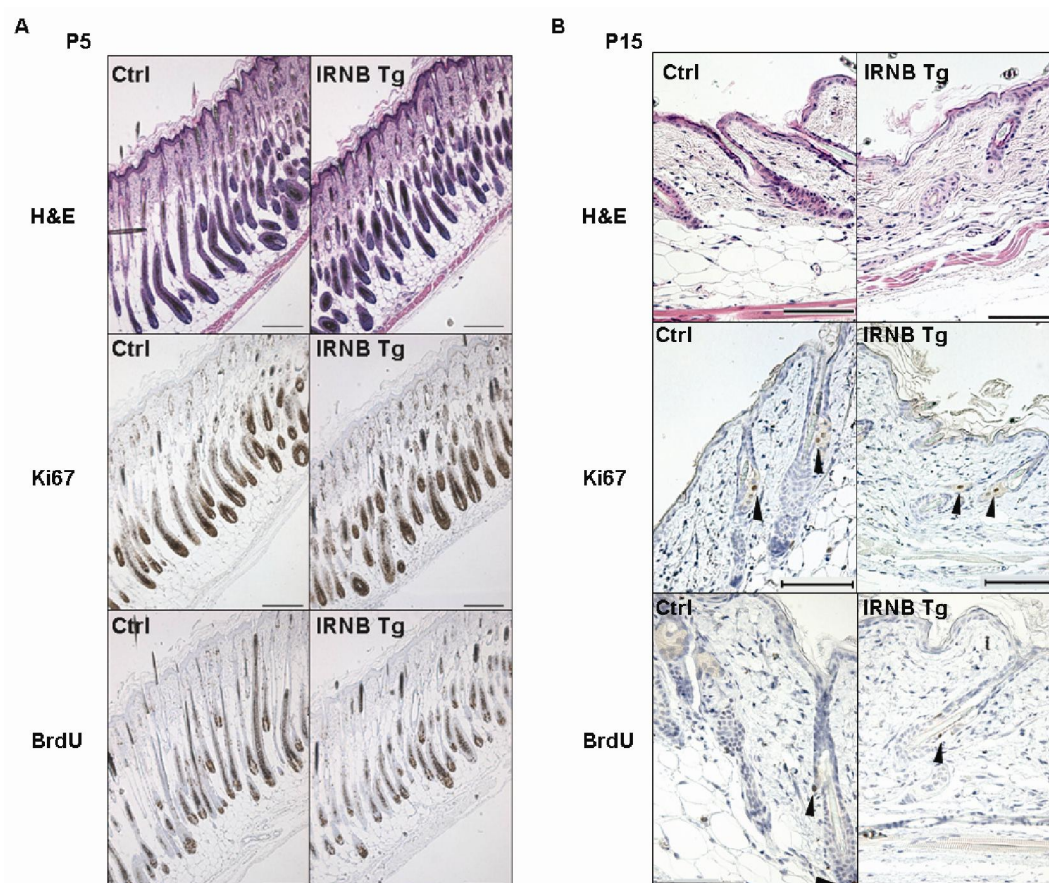 A
P5
Ctrl
IRNB Tg
H&E
Ctrl
IRNB Tg
Ki67
Ctrl
IRNB Tg
BrdU
B
P15
Ctrl
IRNB Tg
H&E
Ctrl
IRNB Tg
Ki67
Ctrl
IRNB Tg
BrdU